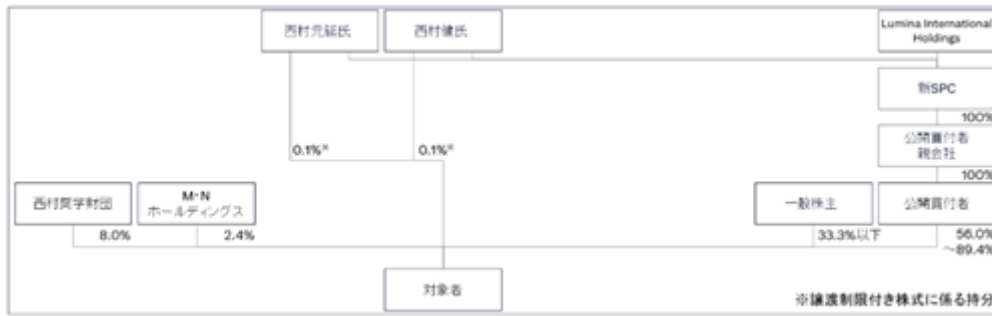 西村元延氏
西村健氏
Lumina International
Holdings
新SPC
100%
公開買付者
親会社
100%
0.1%※
0.1%※
西村奨学財団
M・N
ホールディングス
一般株主
公開買付者
8.0%
2.4%
33.3%以下
56.0%
～89.4%
対象者
※譲渡制限付き株式に係る持分